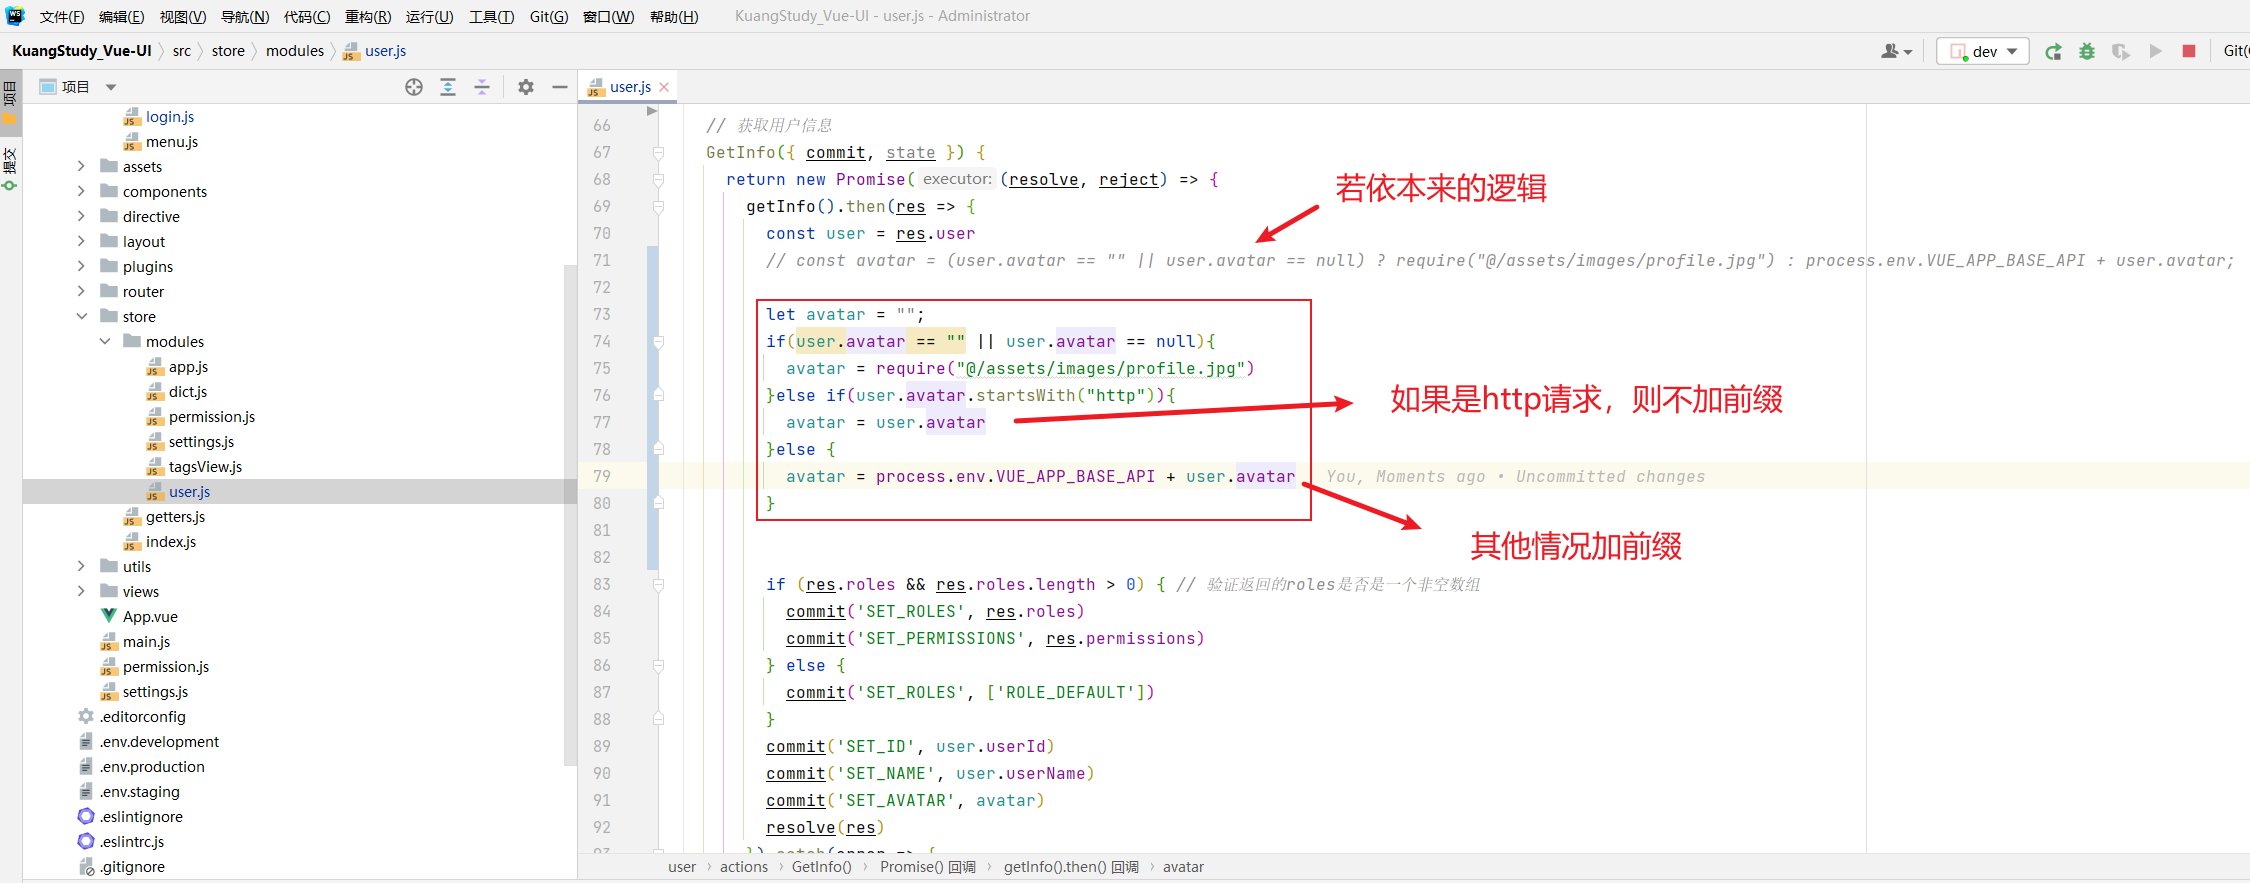 文件(F) 编辑(E) 视图(V) 导航(N) 代码(C) 重构(R) 运行(U) 工具(T) Git(G) 窗口(W) 帮助(H) KuangStudy_Vue-UI - user.js - Administrator
KuangStudy_Vue-UI src store modules user.js dev Git(
项目
提交
项目
login.js
menu.js
assets
components
directive
layout
plugins
router
store
modules
app.js
dict.js
permission.js
settings.js
tagsView.js
user.js
getters.js
index.js
utils
views
App.vue
main.js
permission.js
settings.js
.editorconfig
.env.development
.env.production
.env.staging
.eslintignore
.eslintrc.js
.gitignore
user.js
66 // 获取用户信息
67 GetInfo({ commit, state }) {
68 return new Promise( executor: (resolve, reject) => {
69 getInfo().then(res => {
70 const user = res.user
71 // const avatar = (user.avatar == "" || user.avatar == null) ? require("@/assets/images/profile.jpg") : process.env.VUE_APP_BASE_API + user.avatar;
72
73 let avatar = "";
74 if(user.avatar == "" || user.avatar == null){
75 avatar = require("@/assets/images/profile.jpg")
76 }else if(user.avatar.startsWith("http")){
77 avatar = user.avatar
78 }else {
79 avatar = process.env.VUE_APP_BASE_API + user.avatar You, Moments ago • Uncommitted changes
80 }
81
82
83 if (res.roles && res.roles.length > 0) { // 验证返回的roles是否是一个非空数组
84 commit('SET_ROLES', res.roles)
85 commit('SET_PERMISSIONS', res.permissions)
86 } else {
87 commit('SET_ROLES', ['ROLE_DEFAULT'])
88 }
89 commit('SET_ID', user.userId)
90 commit('SET_NAME', user.userName)
91 commit('SET_AVATAR', avatar)
92 resolve(res)
93 }).catch(error => {
若依本来的逻辑
如果是http请求，则不加前缀
其他情况加前缀
user actions GetInfo() Promise() 回调 getInfo().then() 回调 avatar